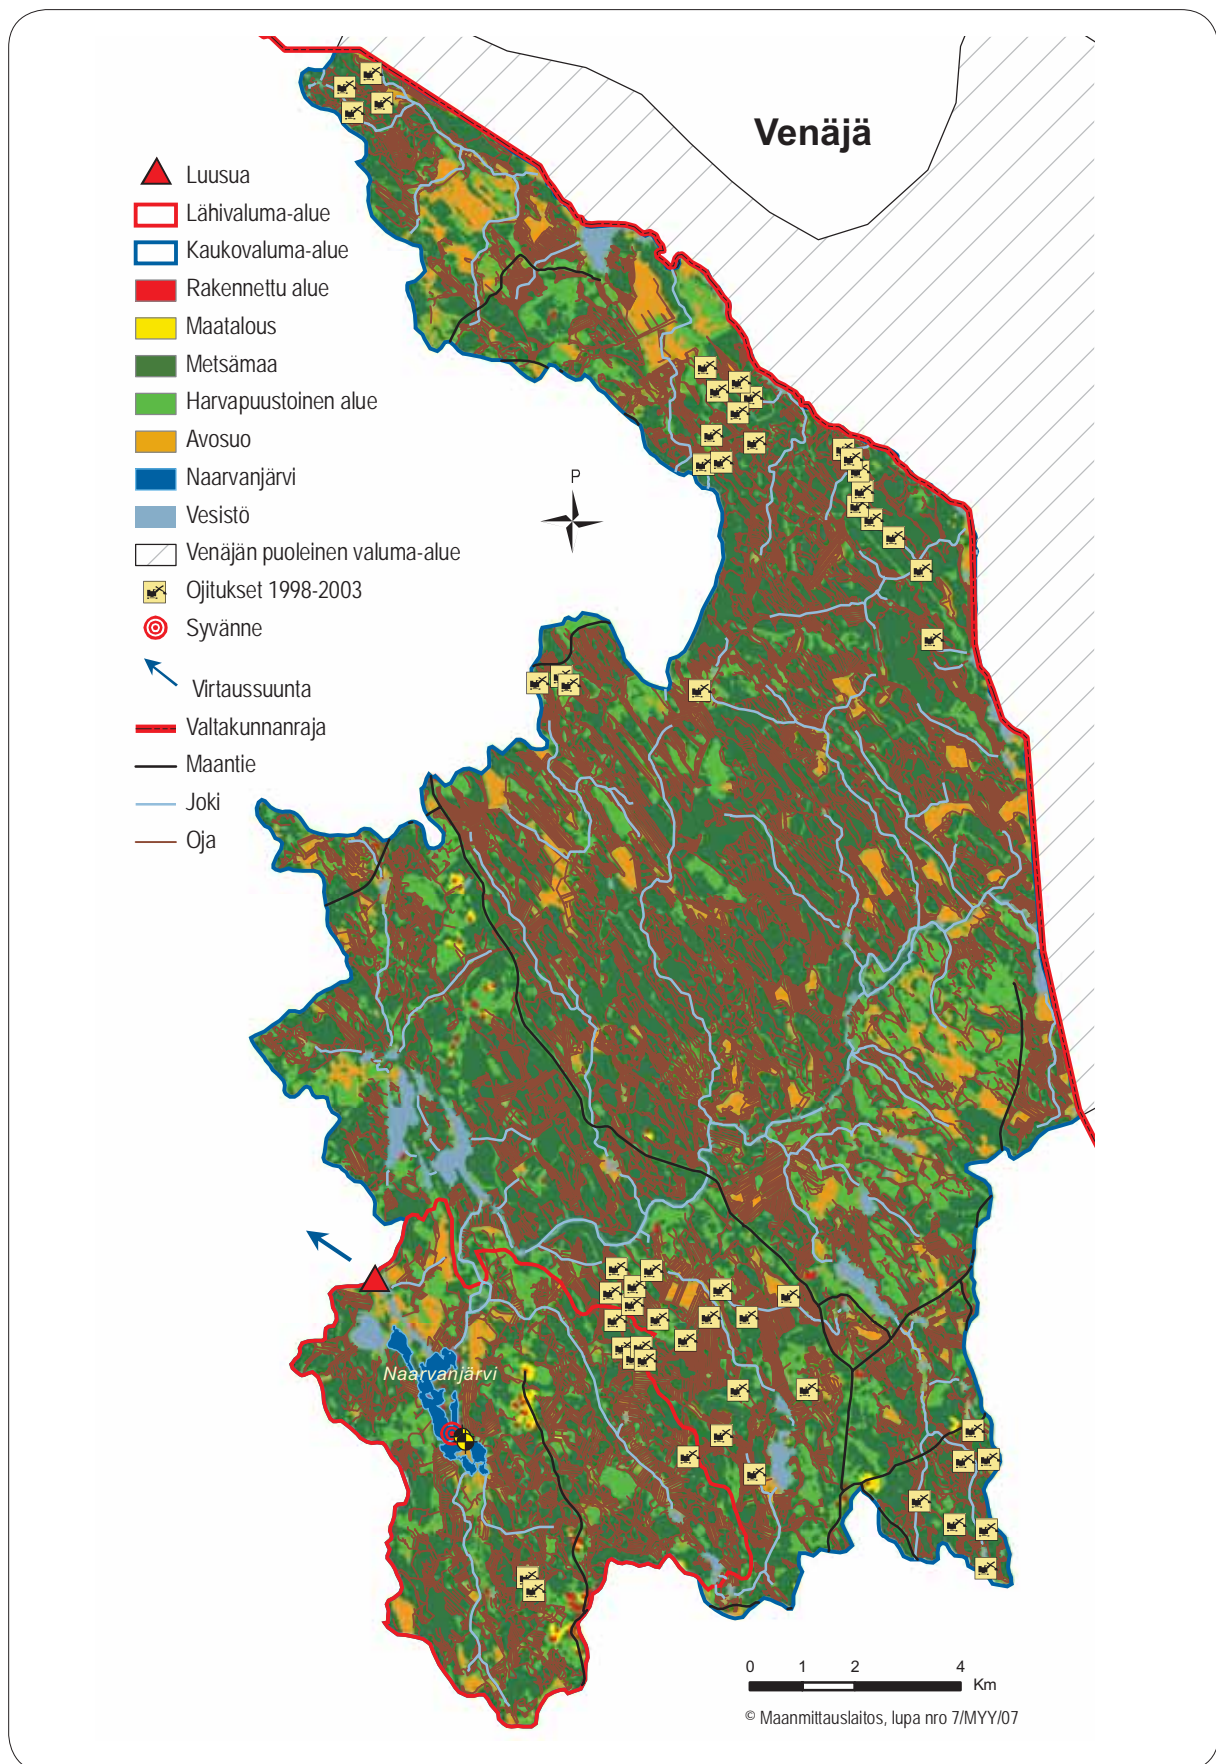 Venäjä
Luusua
Lähivaluma-alue
Kaukovaluma-alue
Rakennettu alue
Maatalous
Metsämaa
Harvapuustoinen alue
Avosuo
Naarvanjärvi
Vesistö
Venäjän puoleinen valuma-alue
Ojitukset 1998-2003
Syvänne
Virtaussuunta
Valtakunnanraja
Maantie
Joki
Oja
P
Naarvanjärvi
0 1 2 4
Km
© Maanmittauslaitos, lupa nro 7/MYY/07